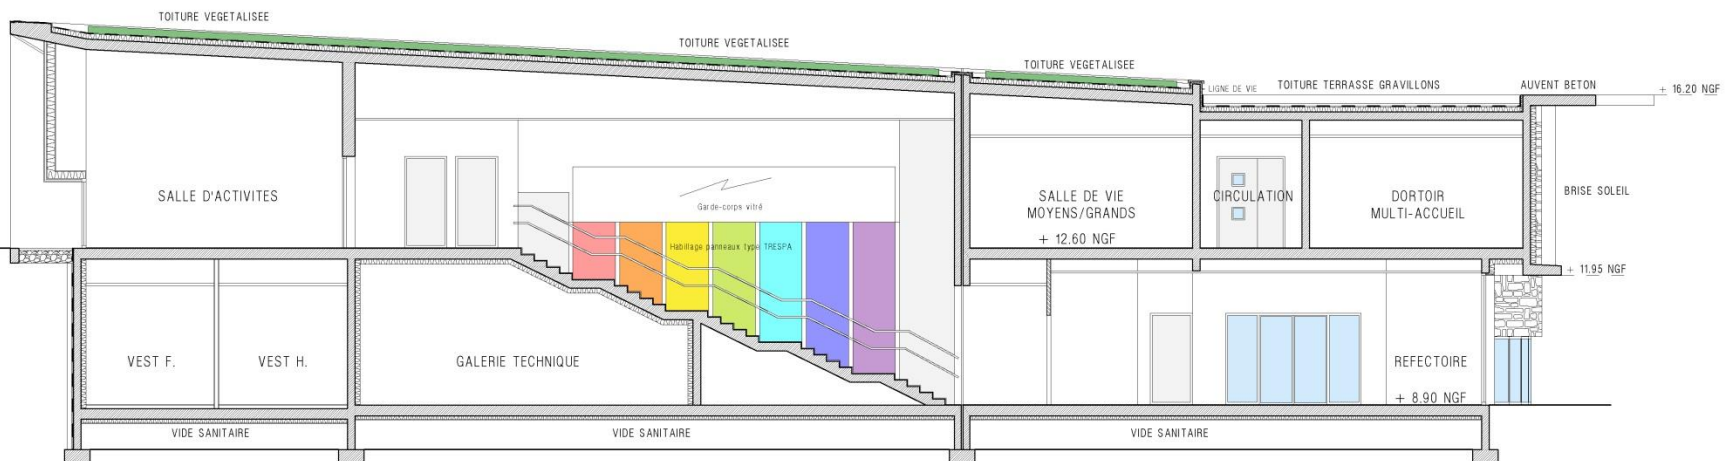 TOITURE VEGETALISEE
TOITURE VEGETALISEE
TOITURE VEGETALISEE
LIGNE DE VIE
TOITURE TERRASSE GRAVILLONS
AUVENT BETON
+ 16.20 NGF
SALLE D'ACTIVITES
Garde-corps vitré
Habillage panneaux type TRESPA
SALLE DE VIE
MOYENS/GRANDS
+ 12.60 NGF
CIRCULATION
DORTOIR
MULTI-ACCUEIL
BRISE SOLEIL
+ 11.95 NGF
VEST F.
VEST H.
GALERIE TECHNIQUE
REFECTOIRE
+ 8.90 NGF
VIDE SANITAIRE
VIDE SANITAIRE
VIDE SANITAIRE